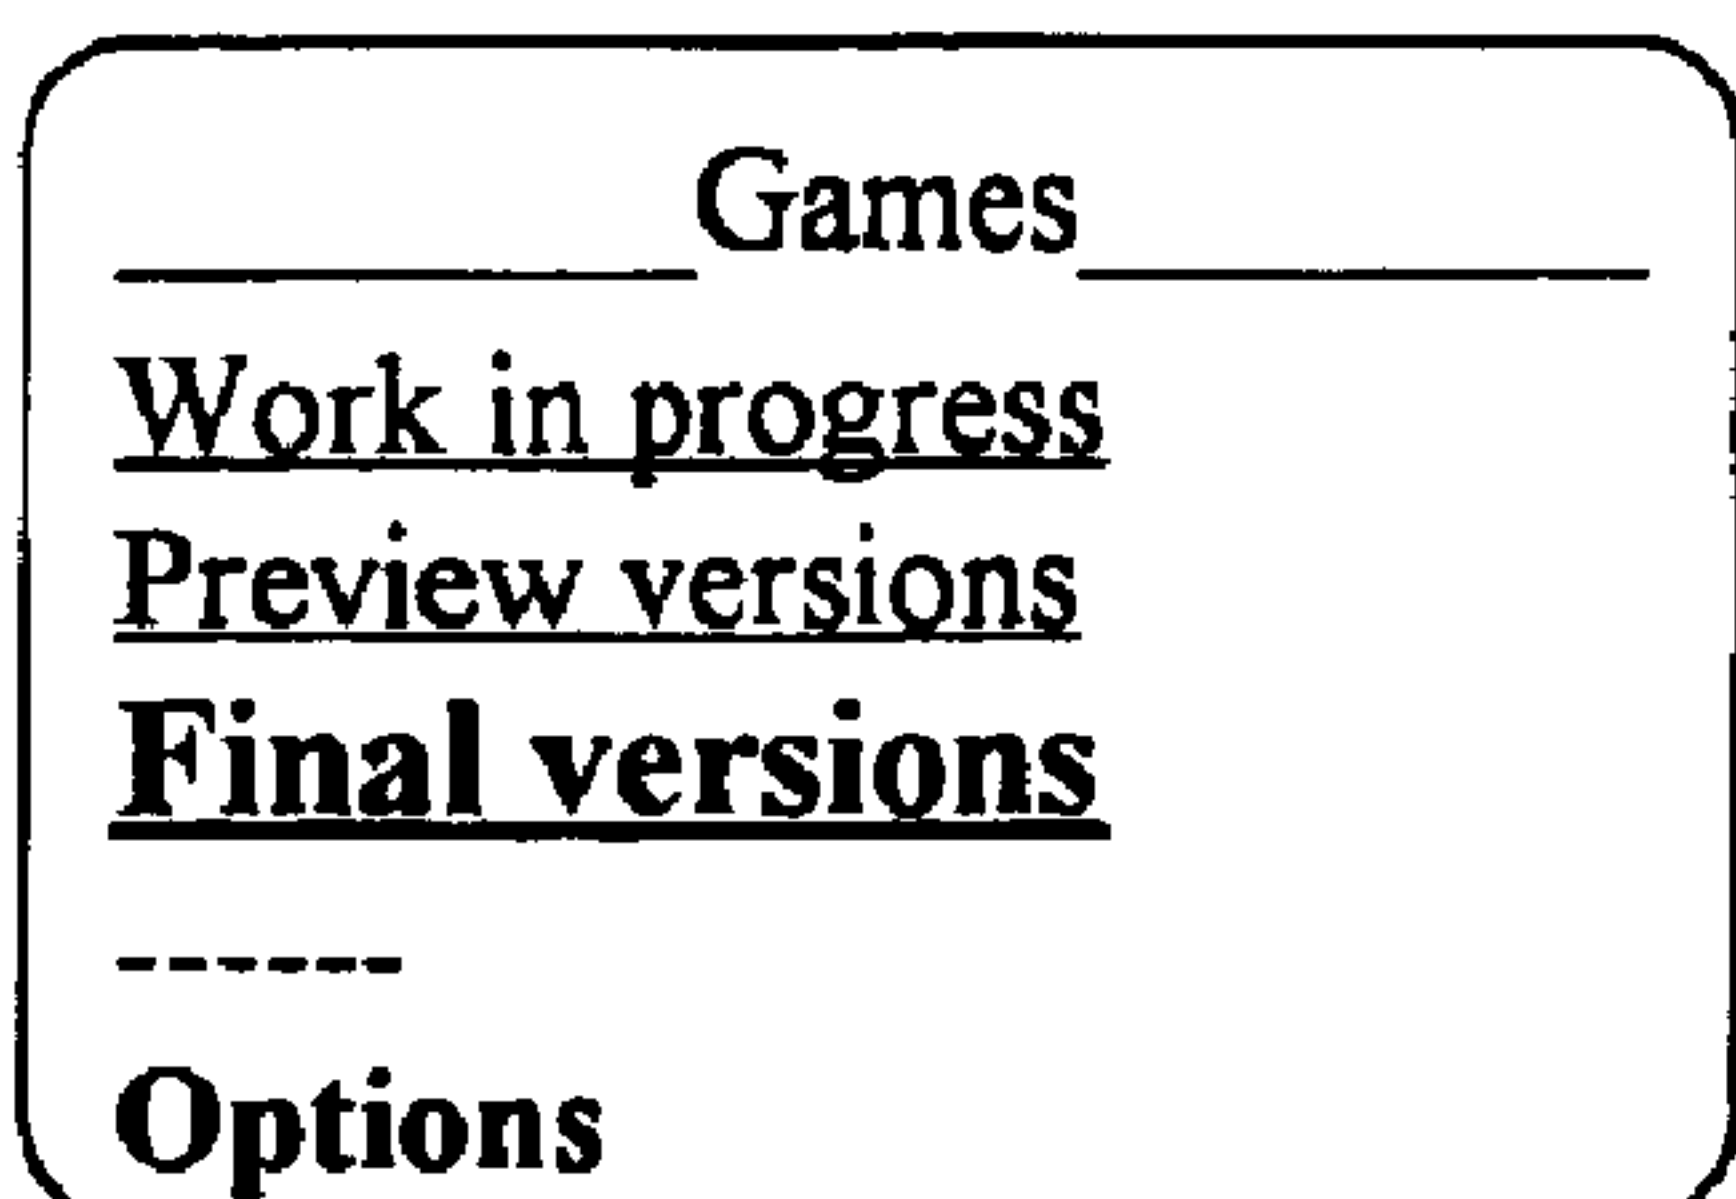 Games
Work in progress
Preview versions
Final versions
------
Options